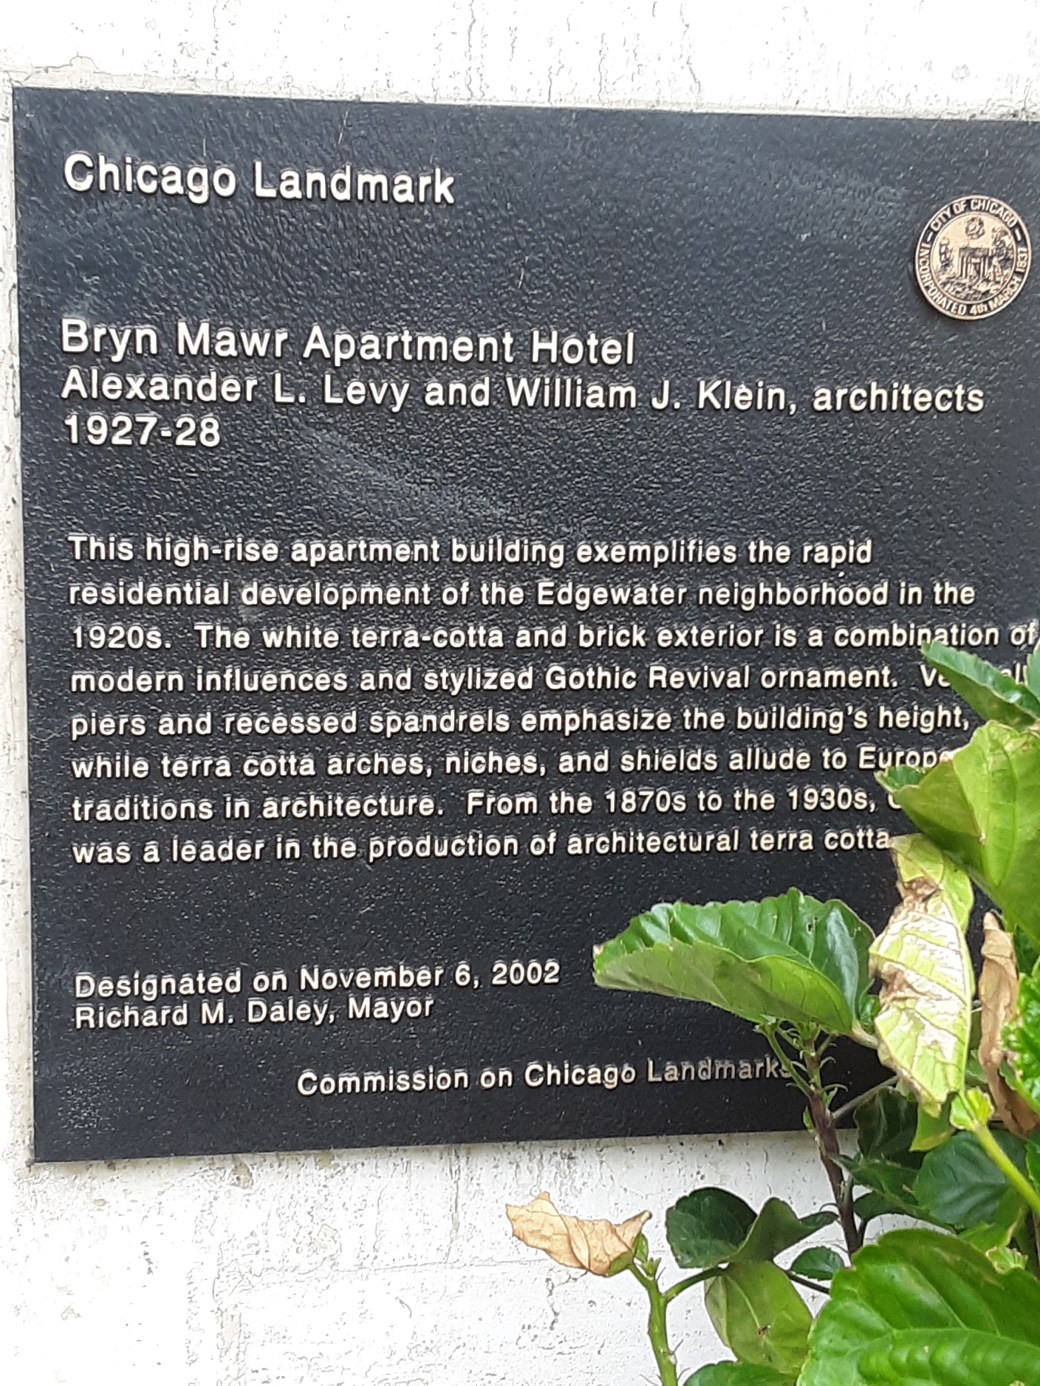 Chicago Landmark
CITY OF CHICAGO
INCORPORATED 4th MARCH 1837
Bryn Mawr Apartment Hotel
Alexander L. Levy and William J. Klein, architects
1927-28
This high-rise apartment building exemplifies the rapid
residential development of the Edgewater neighborhood in the
1920s. The white terra-cotta and brick exterior is a combination of
modern influences and stylized Gothic Revival ornament.
piers and recessed spandrels emphasize the building's height,
while terra cotta arches, niches, and shields allude to
traditions in architecture. From the 1870s to the 1930s,
was a leader in the production of architectural terra cotta
Designated on November 6, 2002
Richard M. Daley, Mayor
Commission on Chicago Landmarks